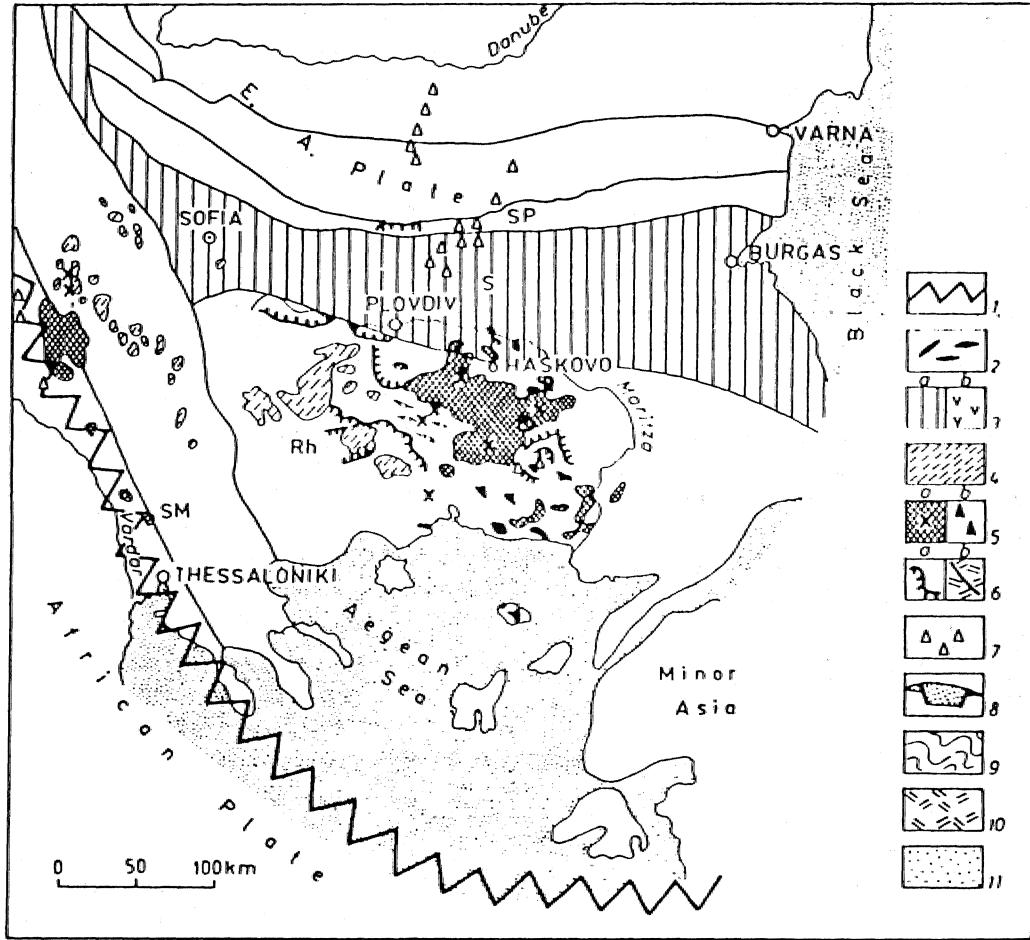 Danube
E. A. Plate
VARNA
Black Sea
SOFIA
SP
BURGAS
S
PLOVDIV
HASKOVO
Maritza
Rh
SM
Vardar
THESSALONIKI
Aegean
Sea
Minor
Asia
African Plate
0 50 100km
1
2
a b
3
4
a b
5
a b
6
7
8
9
10
11